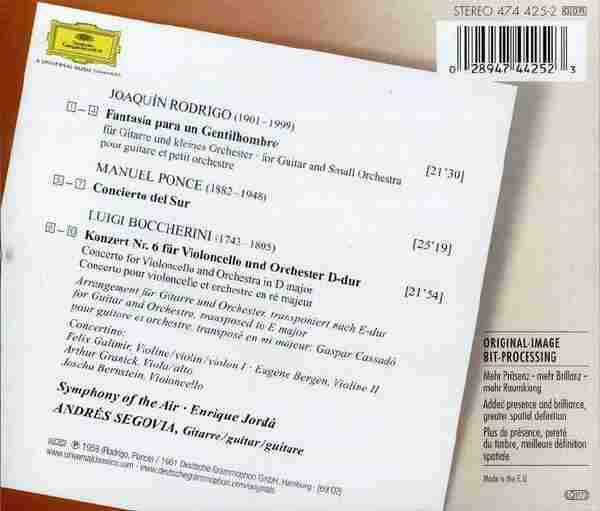 STEREO 474 425-2
0 28947 44252 3
Deutsche
Grammophon
A UNIVERSAL MUSIC COMPANY
JOAQUÍN RODRIGO (1901–1999)
1 – 4 Fantasía para un Gentilhombre [21'30]
für Gitarre und kleines Orchester · for Guitar and Small Orchestra
pour guitare et petit orchestre
MANUEL PONCE (1882–1948)
5 – 7 Concierto del Sur [25'19]
LUIGI BOCCHERINI (1743–1805)
Konzert Nr. 6 für Violoncello und Orchester D-dur [21'54]
Concerto for Violoncello and Orchestra in D major
Concerto pour violoncelle et orchestre en ré majeur
Arrangement für Gitarre und Orchester, transponiert nach E-dur
for Guitar and Orchestra, transposed to E major
pour guitare et orchestre, transposé en mi majeur: Gaspar Cassadó
Concertino:
Felix Galimir, Violine/violin/violon I · Eugene Bergen, Violine II
Arthur Granick, Viola/alto
Jascha Bernstein, Violoncello
Symphony of the Air · Enrique Jordá
ANDRÉS SEGOVIA, Gitarre/guitar/guitare
℗ 1959 (Rodrigo, Ponce) / 1961 Deutsche Grammophon GmbH, Hamburg · [69'02]
www.universalclassics.com · www.deutschegrammophon.com/originals
ORIGINAL-IMAGE
BIT-PROCESSING
Mehr Präsenz - mehr Brillanz -
mehr Raumklang
Added presence and brilliance,
greater spatial definition
Plus de présence, pureté
du timbre, meilleure définition
spatiale
Made in the E.U.